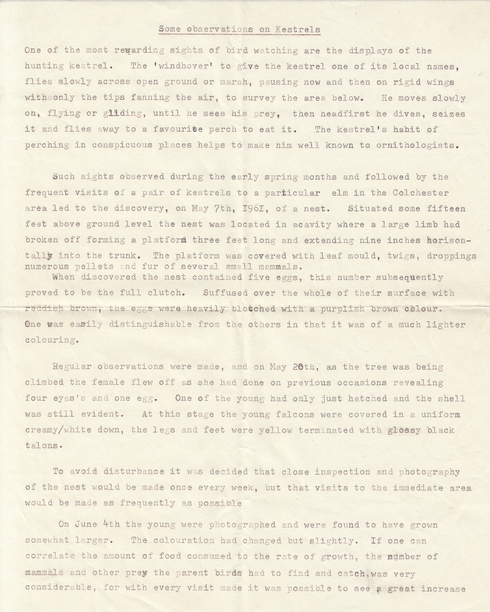 Some observations on Kestrels
One of the most rewarding sights of bird watching are the displays of the
hunting kestrel. The 'windhover' to give the kestrel one of its local names,
flies slowly across open ground or marsh, pausing now and then on rigid wings
with only the tips fanning the air, to survey the area below. He moves slowly
on, flying or gliding, until he sees his prey, then headfirst he dives, seizes
it and flies away to a favourite perch to eat it. The kestrel's habit of
perching in conspicuous places helps to make him well known to ornithologists.
Such sights observed during the early spring months and followed by the
frequent visits of a pair of kestrels to a particular elm in the Colchester
area led to the discovery, on May 7th, 1961, of a nest. Situated some fifteen
feet above ground level the nest was located in acavity where a large limb had
broken off forming a platform three feet long and extending nine inches horison-
tally into the trunk. The platform was covered with leaf mould, twigs, droppings
numerous pellets and fur of several small mammals.
When discovered the nest contained five eggs, this number subsequently
proved to be the full clutch. Suffused over the whole of their surface with
reddish brown, the eggs were heavily blotched with a purplish brown colour.
One was easily distinguishable from the others in that it was of a much lighter
colouring.
Regular observations were made, and on May 20th, as the tree was being
climbed the female flew off as she had done on previous occasions revealing
four eyas's and one egg. One of the young had only just hatched and the shell
was still evident. At this stage the young falcons were covered in a uniform
creamy/white down, the legs and feet were yellow terminated with glossy black
talons.
To avoid disturbance it was decided that close inspection and photography
of the nest would be made once every week, but that visits to the immediate area
would be made as frequently as possible
On June 4th the young were photographed and were found to have grown
somewhat larger. The colouration had changed but slightly. If one can
correlate the amount of food consumed to the rate of growth, the number of
mammals and other prey the parent birds had to find and catch,was very
considerable, for with every visit made it was possible to see a great increase